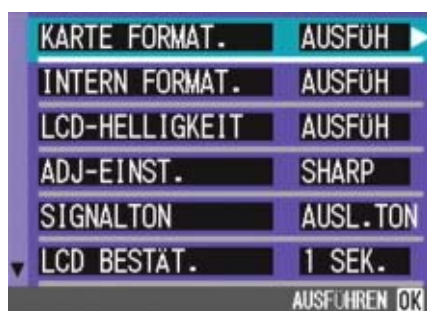 KARTE FORMAT. AUSFÜH
INTERN FORMAT. AUSFÜH
LCD-HELLIGKEIT AUSFÜH
ADJ-EINST. SHARP
SIGNALTON AUSL.TON
LCD BESTÄT. 1 SEK.
AUSFÜHREN OK